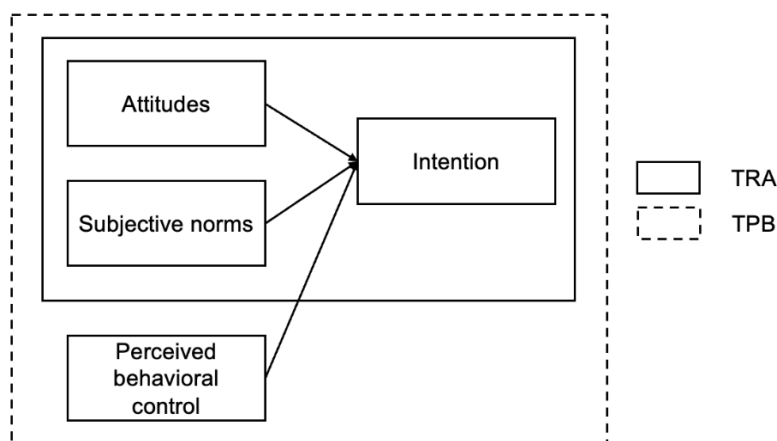 Attitudes
Intention
Subjective norms
Perceived
behavioral
control
TRA
TPB